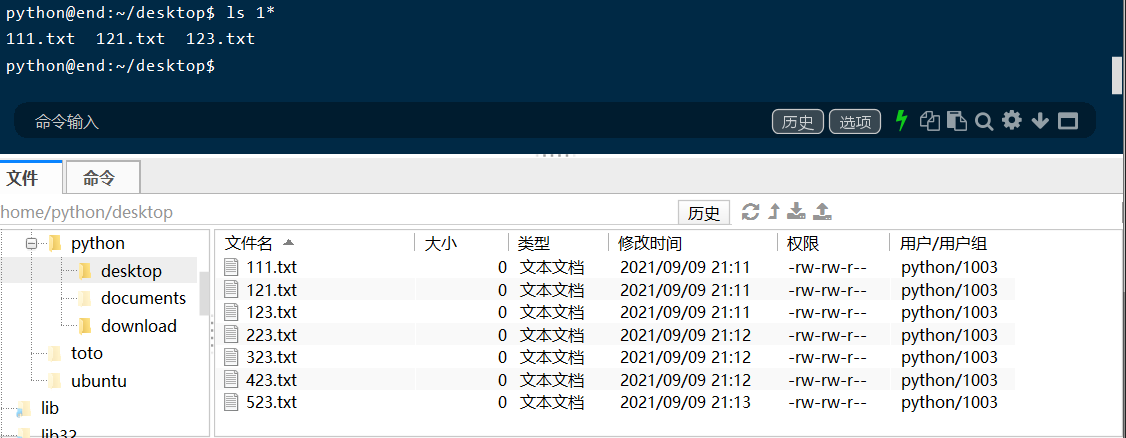 python@end:~/desktop$ ls 1*
111.txt  121.txt  123.txt
python@end:~/desktop$
命令输入 历史 选项
文件 命令
home/python/desktop 历史
python
desktop
documents
download
toto
ubuntu
lib
lib32
文件名 大小 类型 修改时间 权限 用户/用户组
111.txt 0 文本文档 2021/09/09 21:11 -rw-rw-r-- python/1003
121.txt 0 文本文档 2021/09/09 21:11 -rw-rw-r-- python/1003
123.txt 0 文本文档 2021/09/09 21:11 -rw-rw-r-- python/1003
223.txt 0 文本文档 2021/09/09 21:12 -rw-rw-r-- python/1003
323.txt 0 文本文档 2021/09/09 21:12 -rw-rw-r-- python/1003
423.txt 0 文本文档 2021/09/09 21:12 -rw-rw-r-- python/1003
523.txt 0 文本文档 2021/09/09 21:13 -rw-rw-r-- python/1003